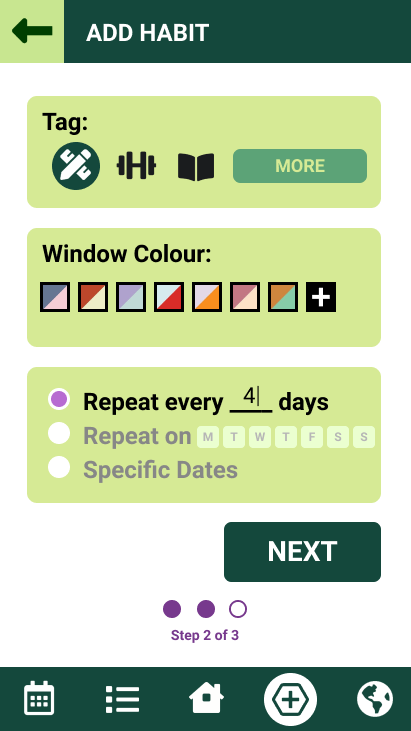 ADD HABIT
Tag:
MORE
Window Colour:
Repeat every 4 days
Repeat on M T W T F S S
Specific Dates
NEXT
Step 2 of 3